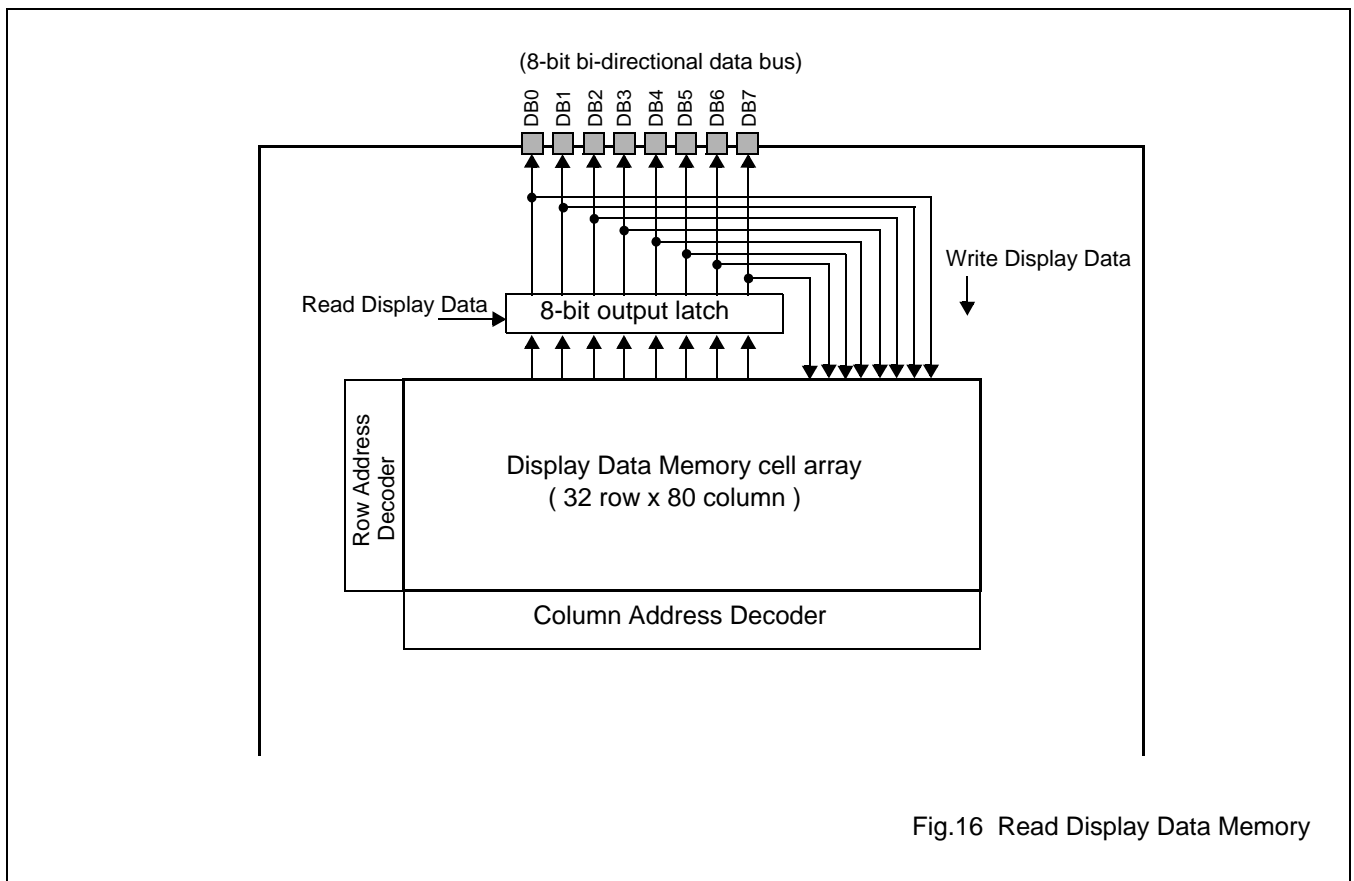 (8-bit bi-directional data bus)
DB0
DB1
DB2
DB3
DB4
DB5
DB6
DB7
Write Display Data
Read Display Data
8-bit output latch
Row Address
Decoder
Display Data Memory cell array
( 32 row x 80 column )
Column Address Decoder
Fig.16 Read Display Data Memory